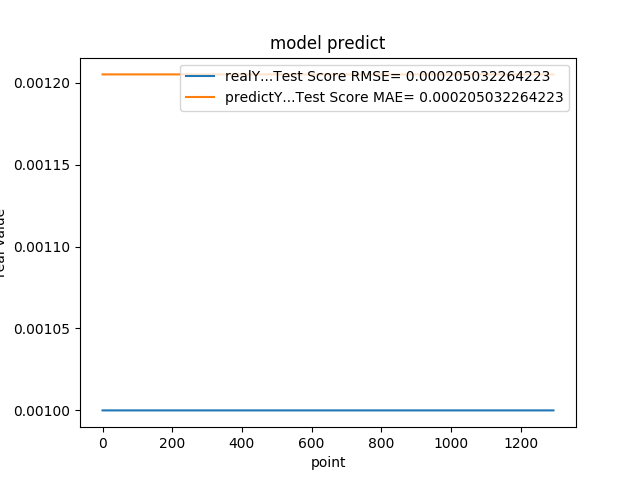 model predict
realY...Test Score RMSE= 0.000205032264223
predictY...Test Score MAE= 0.000205032264223
0.00120
0.00115
0.00110
0.00105
0.00100
real value
0 200 400 600 800 1000 1200
point